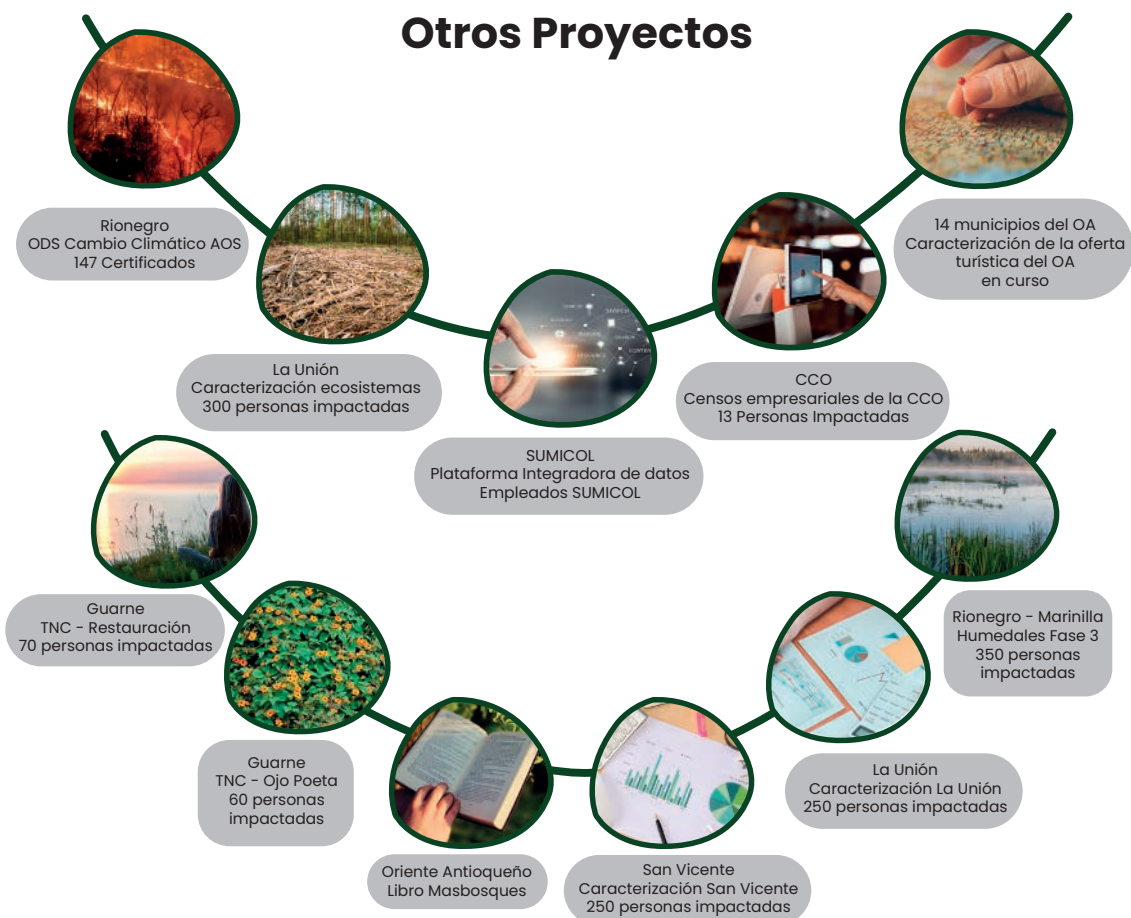 Otros Proyectos
Rionegro
ODS Cambio Climático AOS
147 Certificados
La Unión
Caracterización ecosistemas
300 personas impactadas
SUMICOL
Plataforma Integradora de datos
Empleados SUMICOL
CCO
Censos empresariales de la CCO
13 Personas Impactadas
14 municipios del OA
Caracterización de la oferta
turística del OA
en curso
Guarne
TNC - Restauración
70 personas impactadas
Guarne
TNC - Ojo Poeta
60 personas
impactadas
Oriente Antioqueño
Libro Masbosques
San Vicente
Caracterización San Vicente
250 personas impactadas
La Unión
Caracterización La Unión
250 personas impactadas
Rionegro - Marinilla
Humedales Fase 3
350 personas
impactadas